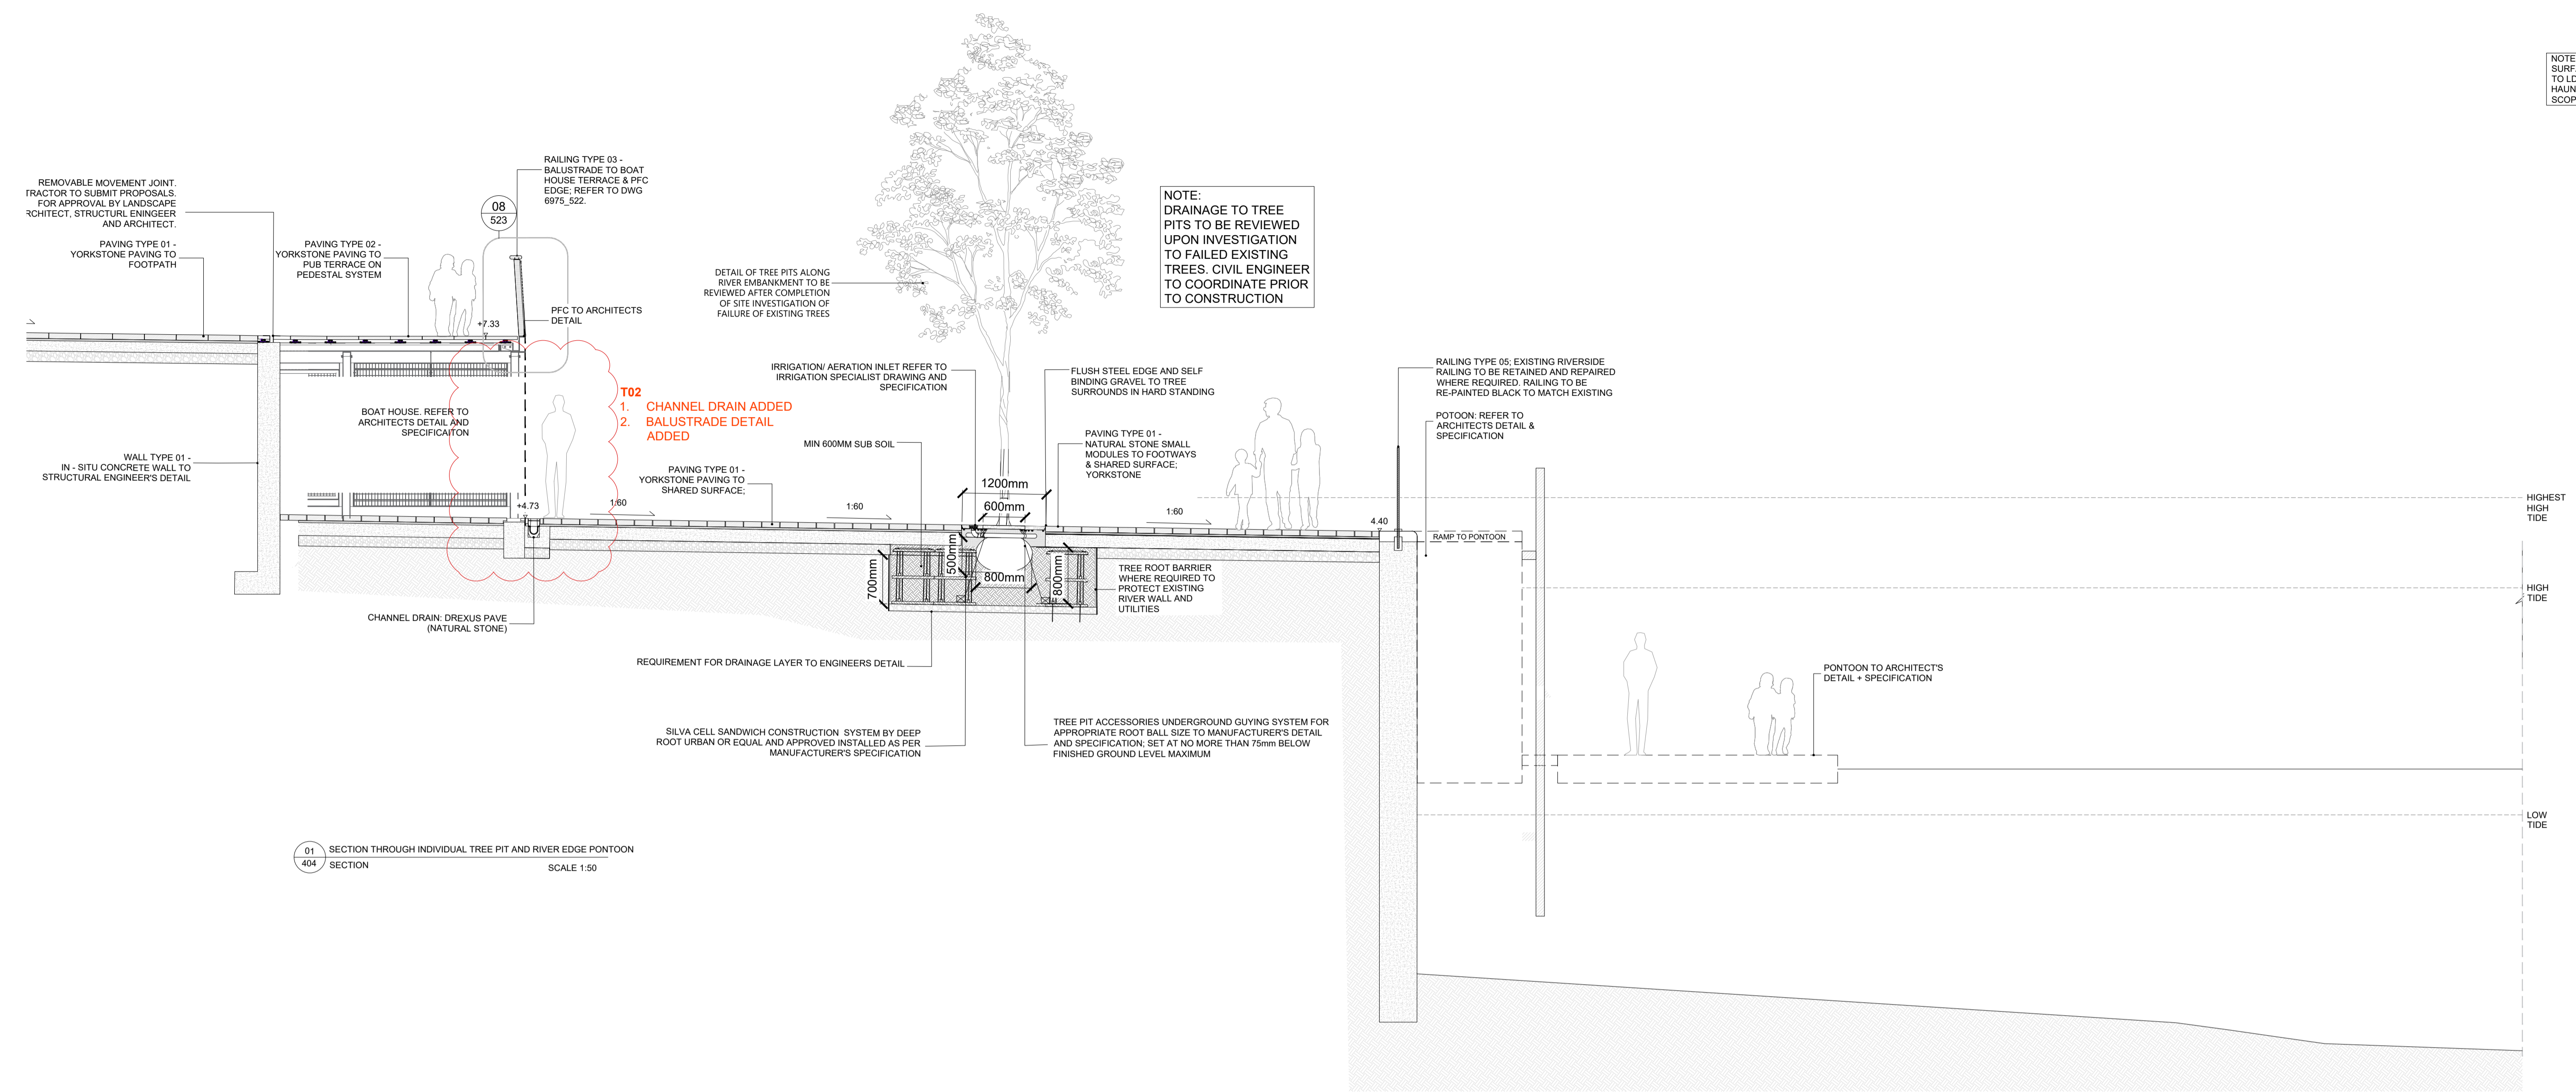 NOTE
TO LD
HAUN
SCOP
RAILING TYPE 03 -
BALUSTRADE TO BOAT
HOUSE TERRACE & PFC
EDGE; REFER TO DWG
6975_522.
REMOVABLE MOVEMENT JOINT.
TRACTOR TO SUBMIT PROPOSALS.
FOR APPROVAL BY LANDSCAPE
RCHITECT, STRUCTURL ENINGEER
AND ARCHITECT.
08
523
NOTE:
DRAINAGE TO TREE
PITS TO BE REVIEWED
UPON INVESTIGATION
TO FAILED EXISTING
TREES. CIVIL ENGINEER
TO COORDINATE PRIOR
TO CONSTRUCTION
PAVING TYPE 01 -
YORKSTONE PAVING TO
FOOTPATH
PAVING TYPE 02 -
YORKSTONE PAVING TO
PUB TERRACE ON
PEDESTAL SYSTEM
DETAIL OF TREE PITS ALONG
RIVER EMBANKMENT TO BE
REVIEWED AFTER COMPLETION
OF SITE INVESTIGATION OF
FAILURE OF EXISTING TREES
PFC TO ARCHITECTS
DETAIL
+7.33
IRRIGATION/ AERATION INLET REFER TO
IRRIGATION SPECIALIST DRAWING AND
SPECIFICATION
FLUSH STEEL EDGE AND SELF
BINDING GRAVEL TO TREE
SURROUNDS IN HARD STANDING
RAILING TYPE 05; EXISTING RIVERSIDE
RAILING TO BE RETAINED AND REPAIRED
WHERE REQUIRED. RAILING TO BE
RE-PAINTED BLACK TO MATCH EXISTING
T02
1. CHANNEL DRAIN ADDED
2. BALUSTRADE DETAIL
ADDED
BOAT HOUSE. REFER TO
ARCHITECTS DETAIL AND
SPECIFICAITON
POTOON: REFER TO
ARCHITECTS DETAIL &
SPECIFICATION
MIN 600MM SUB SOIL
PAVING TYPE 01 -
NATURAL STONE SMALL
MODULES TO FOOTWAYS
& SHARED SURFACE;
YORKSTONE
WALL TYPE 01 -
IN - SITU CONCRETE WALL TO
STRUCTURAL ENGINEER'S DETAIL
PAVING TYPE 01 -
YORKSTONE PAVING TO
SHARED SURFACE;
1200mm
600mm
HIGHEST
HIGH
TIDE
+4.73
1:60
1:60
1:60
4.40
RAMP TO PONTOON
500mm
700mm
800mm
800mm
TREE ROOT BARRIER
WHERE REQUIRED TO
PROTECT EXISTING
RIVER WALL AND
UTILITIES
HIGH
TIDE
CHANNEL DRAIN: DREXUS PAVE
(NATURAL STONE)
REQUIREMENT FOR DRAINAGE LAYER TO ENGINEERS DETAIL
PONTOON TO ARCHITECT'S
DETAIL + SPECIFICATION
SILVA CELL SANDWICH CONSTRUCTION SYSTEM BY DEEP
ROOT URBAN OR EQUAL AND APPROVED INSTALLED AS PER
MANUFACTURER'S SPECIFICATION
TREE PIT ACCESSORIES UNDERGROUND GUYING SYSTEM FOR
APPROPRIATE ROOT BALL SIZE TO MANUFACTURER'S DETAIL
AND SPECIFICATION; SET AT NO MORE THAN 75mm BELOW
FINISHED GROUND LEVEL MAXIMUM
LOW
TIDE
01
404
SECTION THROUGH INDIVIDUAL TREE PIT AND RIVER EDGE PONTOON
SECTION
SCALE 1:50